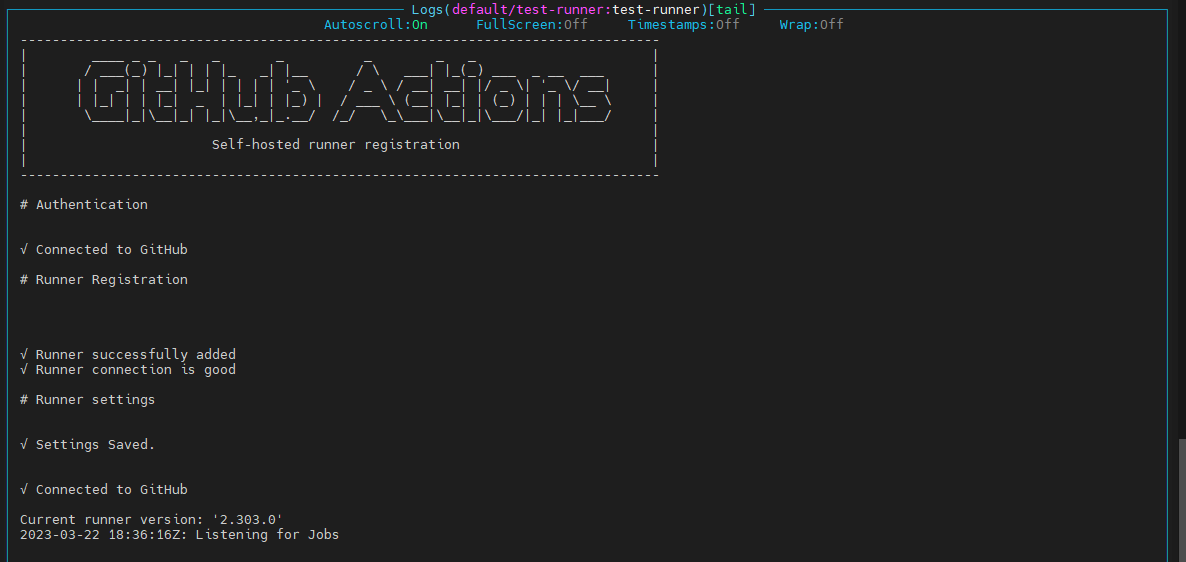 Logs(default/test-runner:test-runner)[tail]
Autoscroll:On FullScreen:Off Timestamps:Off Wrap:Off
GitHub Actions
Self-hosted runner registration
# Authentication
√ Connected to GitHub
# Runner Registration
√ Runner successfully added
√ Runner connection is good
# Runner settings
√ Settings Saved.
√ Connected to GitHub
Current runner version: '2.303.0'
2023-03-22 18:36:16Z: Listening for Jobs